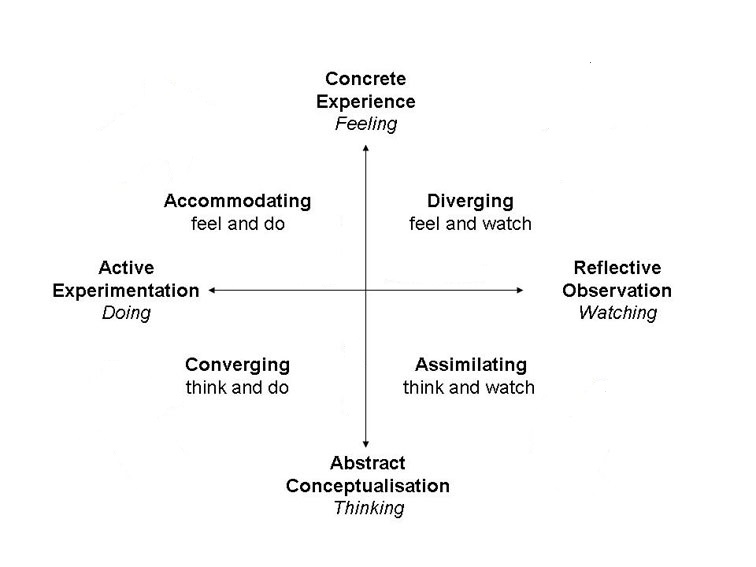 Concrete
Experience
Feeling
Accommodating
feel and do
Diverging
feel and watch
Active
Experimentation
Doing
Reflective
Observation
Watching
Converging
think and do
Assimilating
think and watch
Abstract
Conceptualisation
Thinking